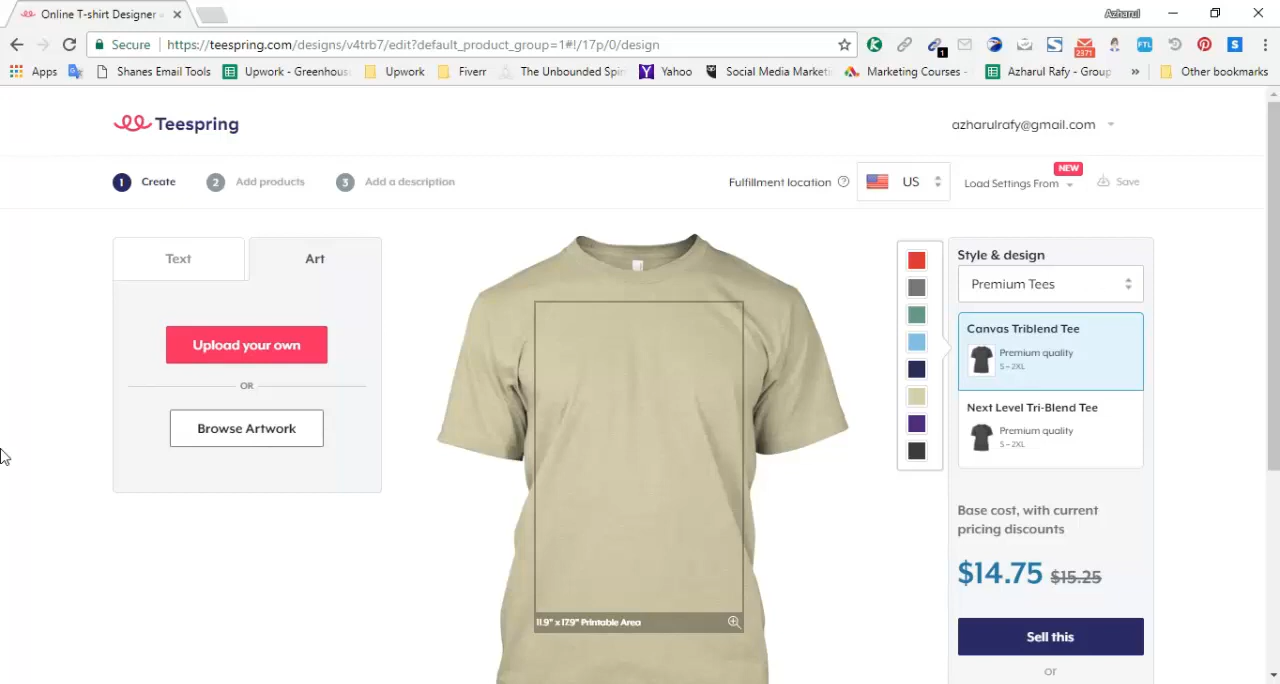 Online T-shirt Designer
Azharul
Secure
https://teespring.com/designs/v4trb7/edit?default_product_group=1#!/17p/0/design
1
2371
FTL
S
Apps
Shanes Email Tools
Upwork - Greenhous
Upwork
Fiverr
The Unbounded Spi
Yahoo
Social Media Market
Marketing Courses -
Azharul Rafy - Group
»
Other bookmarks
Teespring
azharulrafy@gmail.com
1 Create
2 Add products
3 Add a description
Fulfillment location ?
US
NEW
Load Settings From
Save
Text
Art
Upload your own
OR
Browse Artwork
11.9" x 17.9" Printable Area
Style & design
Premium Tees
Canvas Triblend Tee
Premium quality
S – 2XL
Next Level Tri-Blend Tee
Premium quality
S – 2XL
Base cost, with current
pricing discounts
$14.75 $15.25
Sell this
or